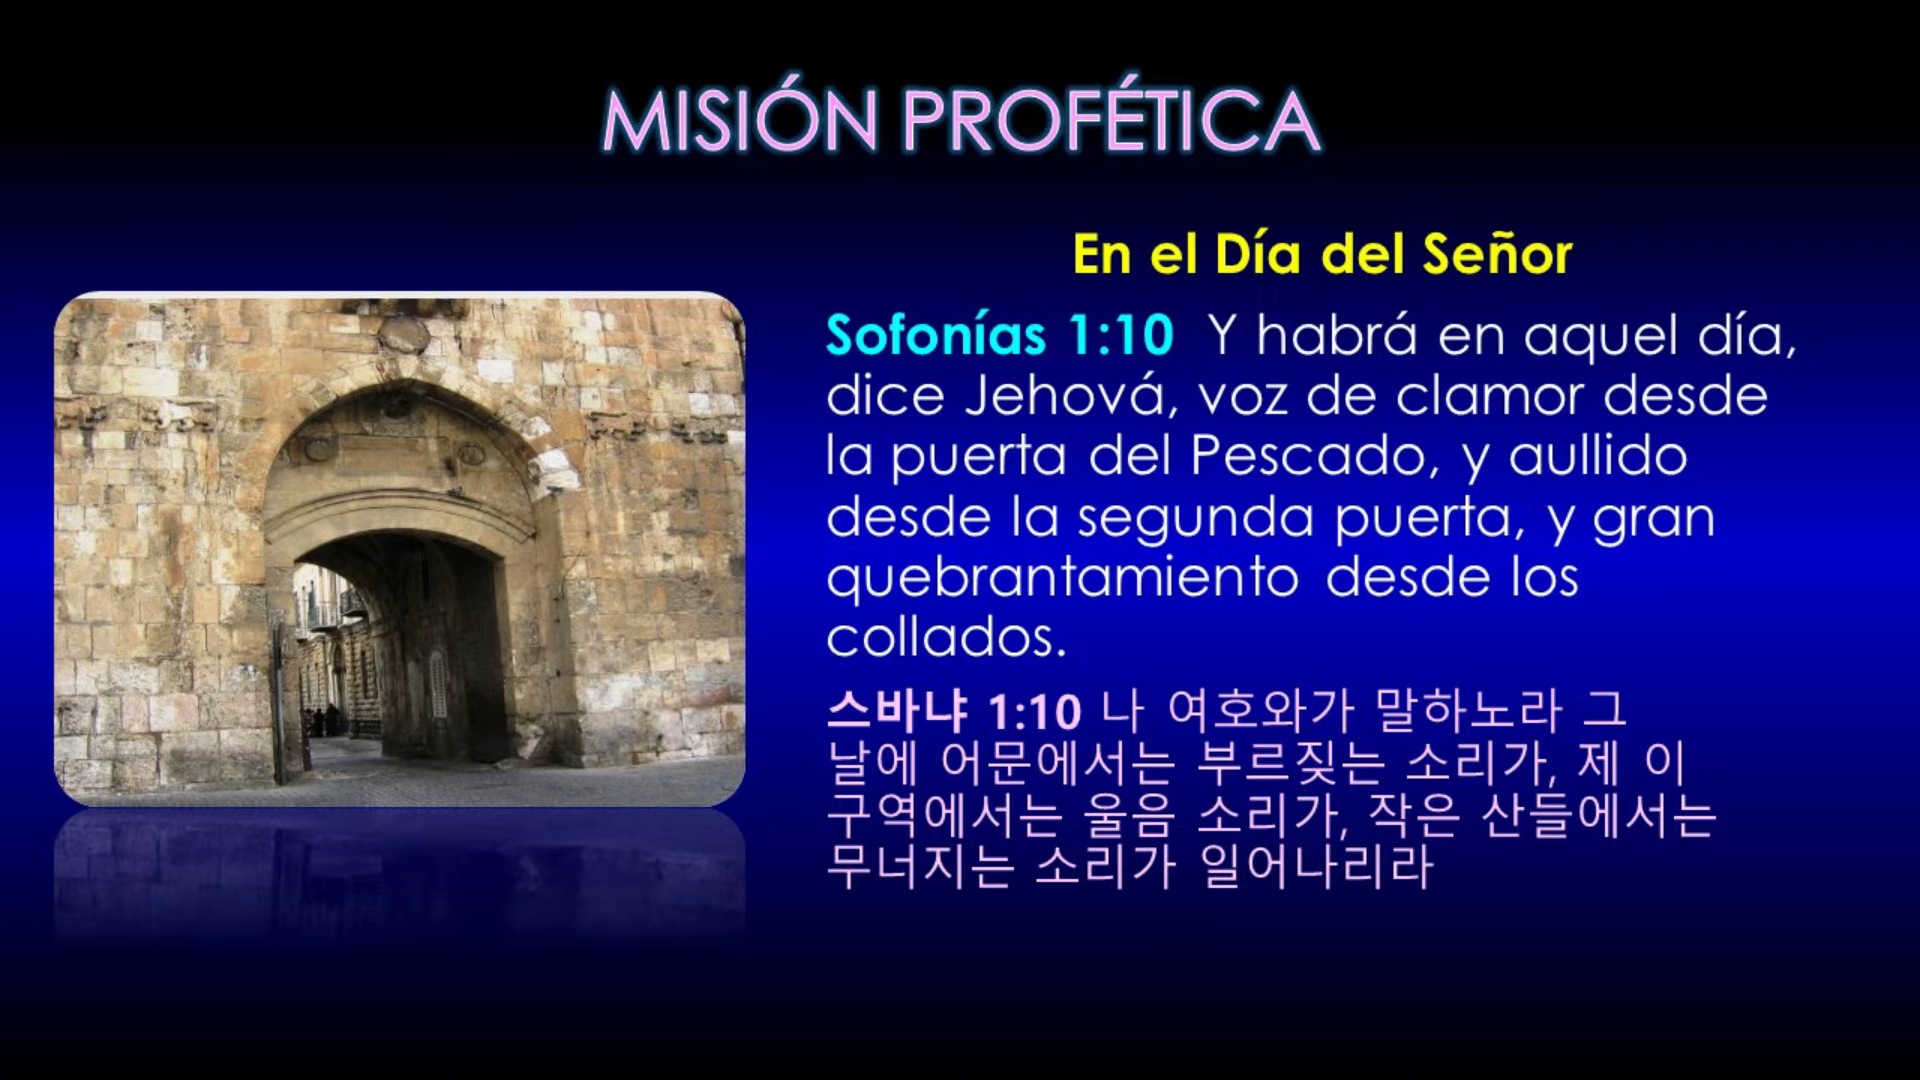 MISIÓN PROFÉTICA
En el Día del Señor
Sofonías 1:10 Y habrá en aquel día,
dice Jehová, voz de clamor desde
la puerta del Pescado, y aullido
desde la segunda puerta, y gran
quebrantamiento desde los
collados.
스바냐 1:10 나 여호와가 말하노라 그
날에 어문에서는 부르짖는 소리가, 제 이
구역에서는 울음 소리가, 작은 산들에서는
무너지는 소리가 일어나리라